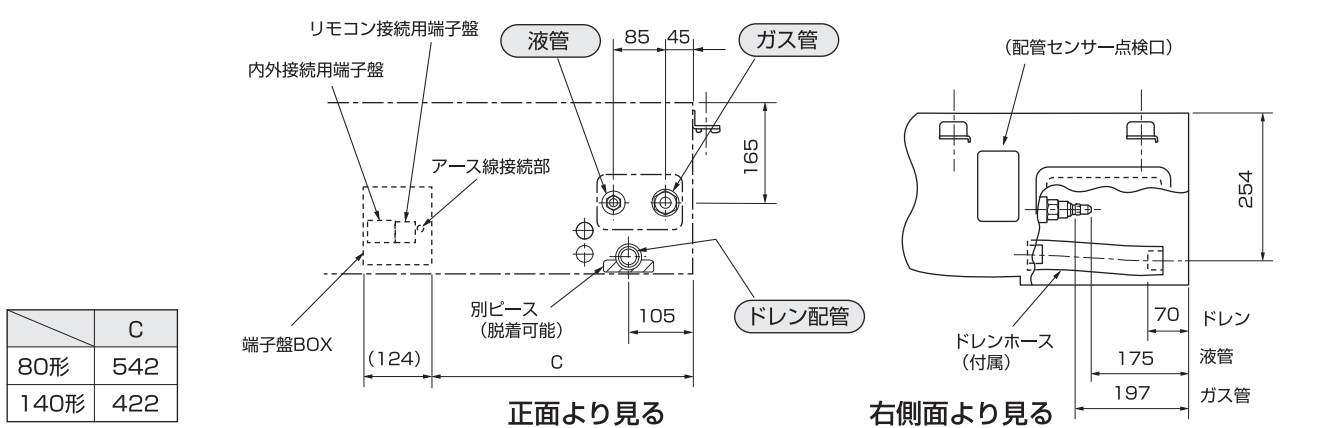 リモコン接続用端子盤
内外接続用端子盤
アース線接続部
液管
85
45
ガス管
165
別ピース
（脱着可能）
105
ドレン配管
端子盤BOX
（124）
C
正面より見る
C
80形 542
140形 422
（配管センサー点検口）
254
ドレンホース
（付属）
70 ドレン
175 液管
197 ガス管
右側面より見る